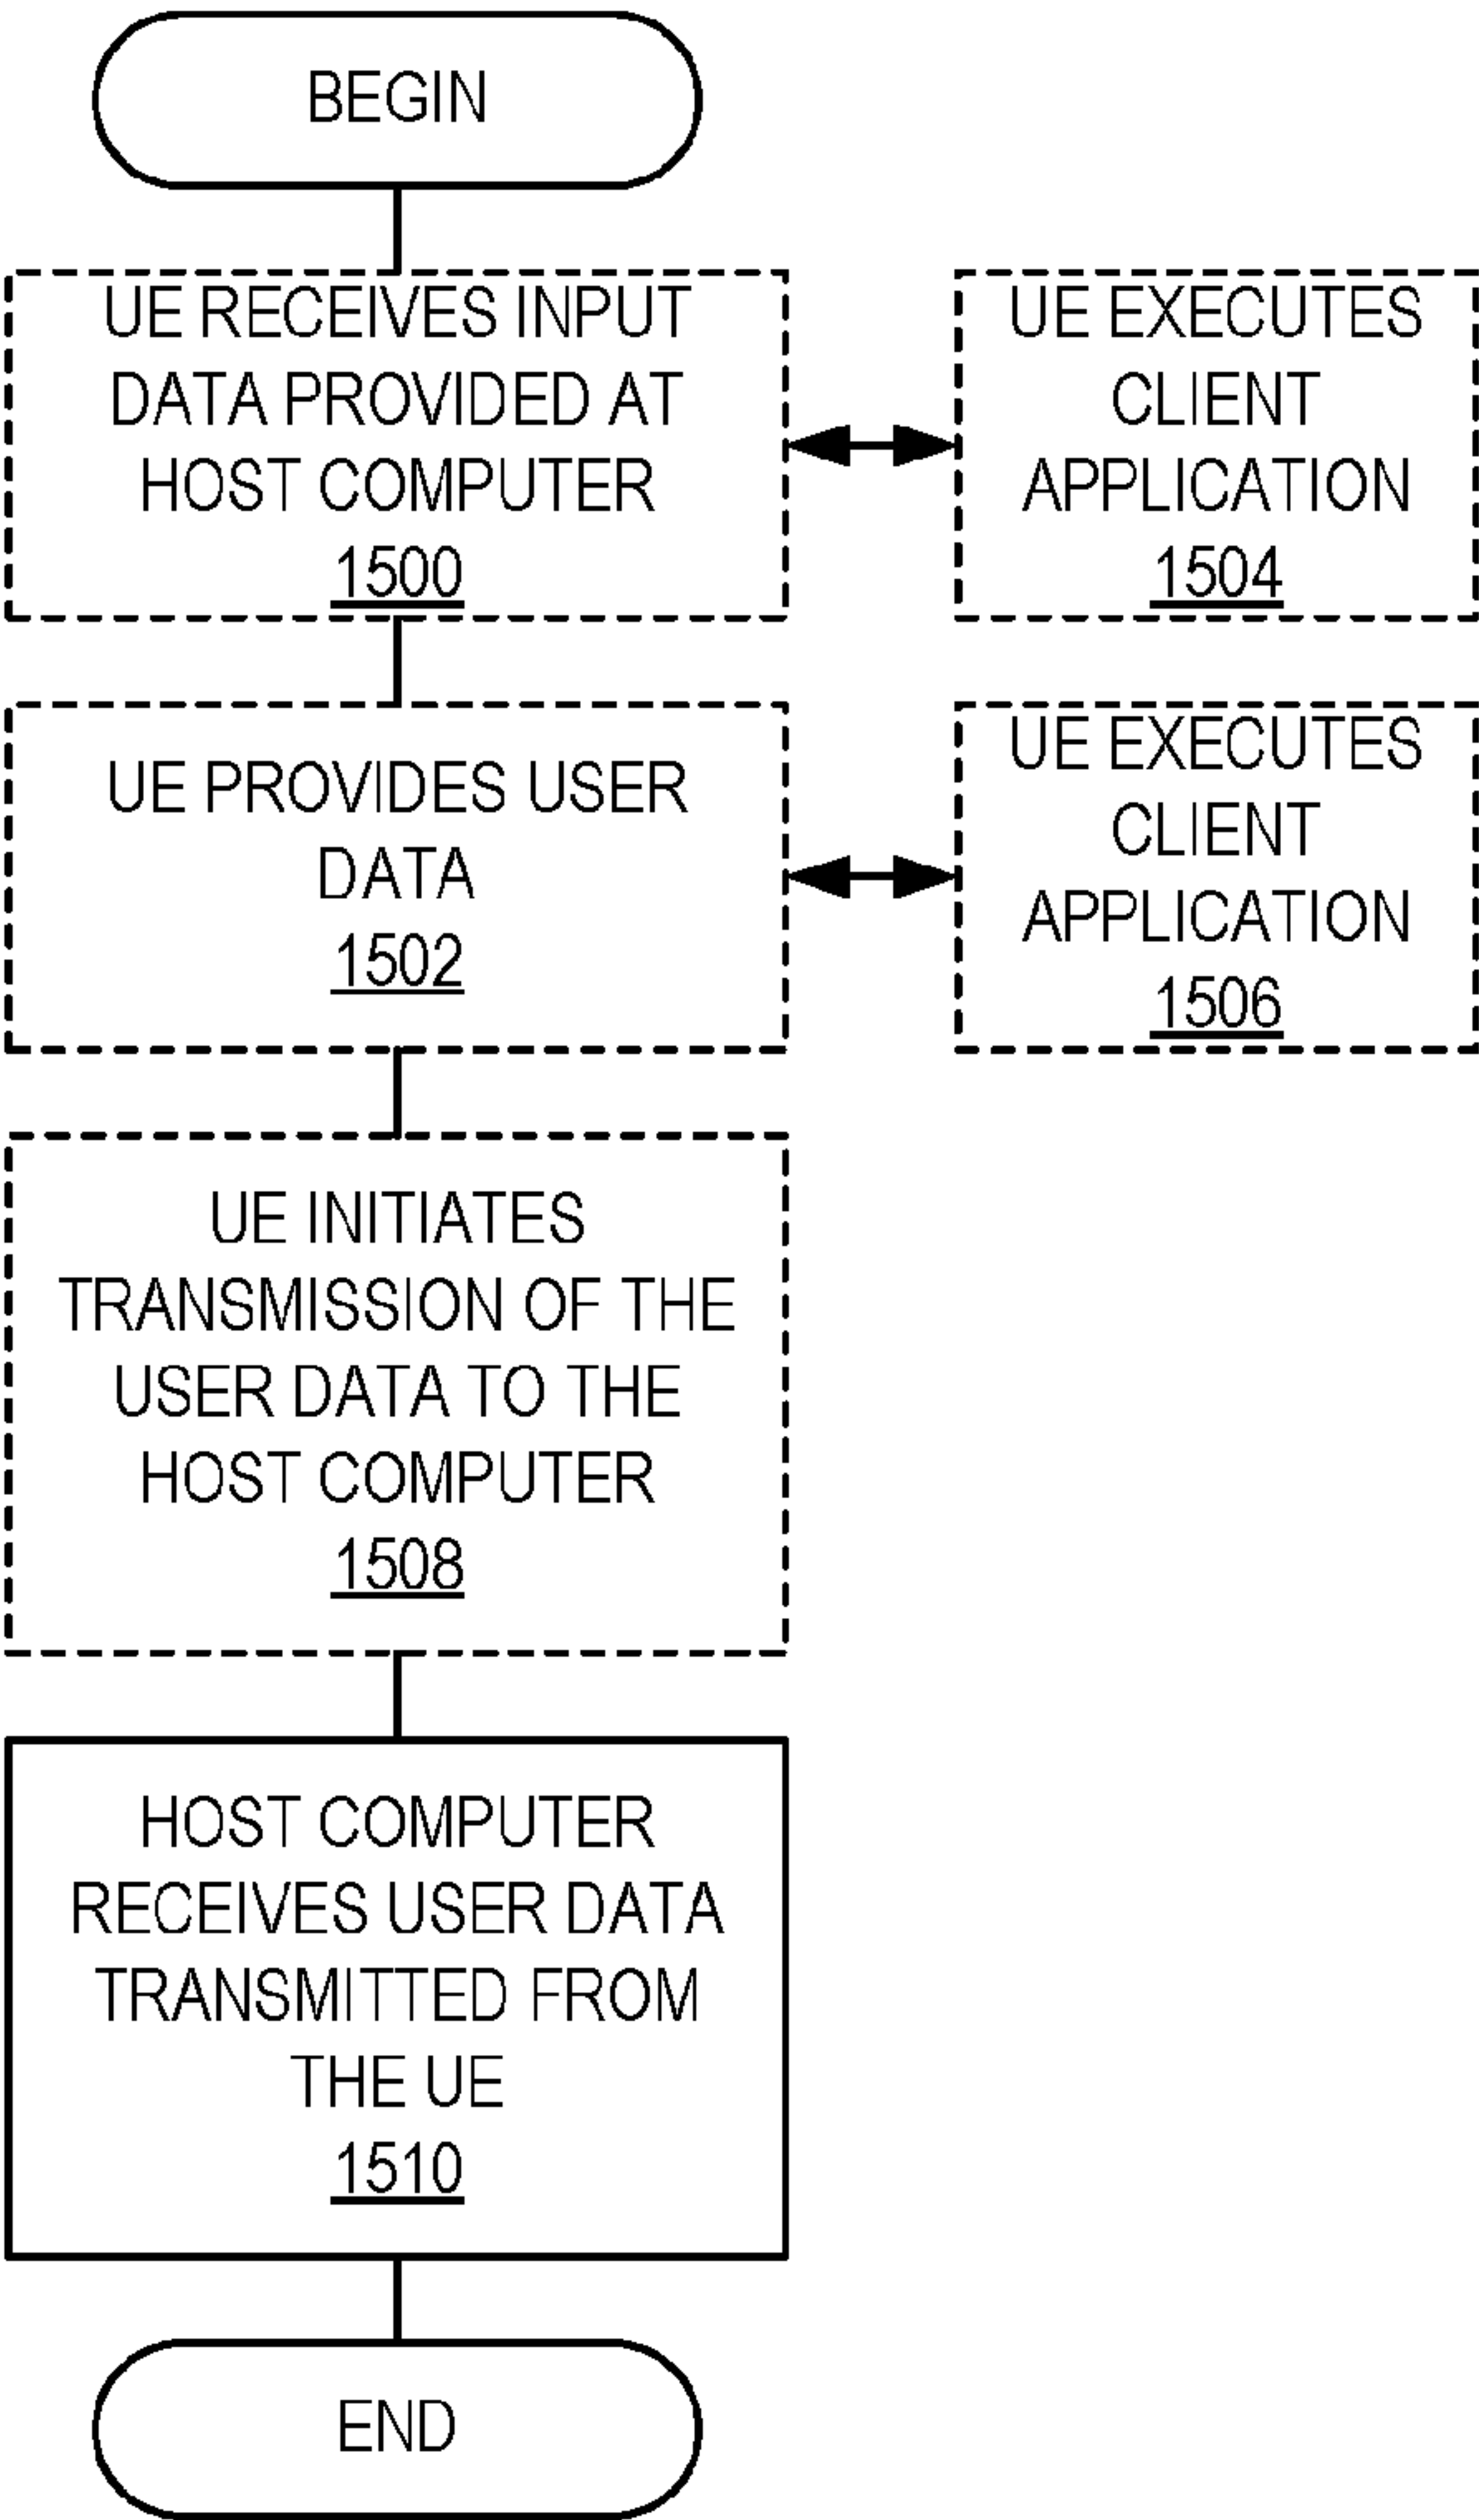 BEGIN
UE RECEIVES INPUT
DATA PROVIDED AT
HOST COMPUTER
1500
UE EXECUTES
CLIENT
APPLICATION
1504
UE PROVIDES USER
DATA
1502
UE EXECUTES
CLIENT
APPLICATION
1506
UE INITIATES
TRANSMISSION OF THE
USER DATA TO THE
HOST COMPUTER
1508
HOST COMPUTER
RECEIVES USER DATA
TRANSMITTED FROM
THE UE
1510
END